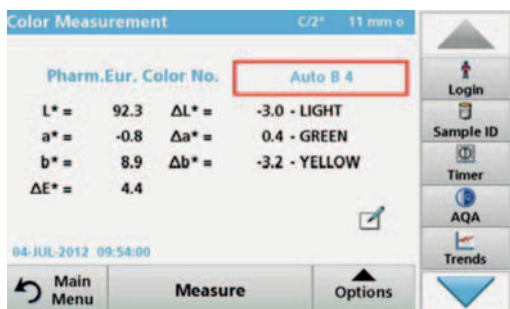 Color Measurement C/2° 11 mm o
Pharm.Eur. Color No. Auto B 4
L* = 92.3 ΔL* = -3.0 - LIGHT
a* = -0.8 Δa* = 0.4 - GREEN
b* = 8.9 Δb* = -3.2 - YELLOW
ΔE* = 4.4
04-JUL-2012 09:54:00
Main Menu
Measure
Options
Login
Sample ID
Timer
AQA
Trends